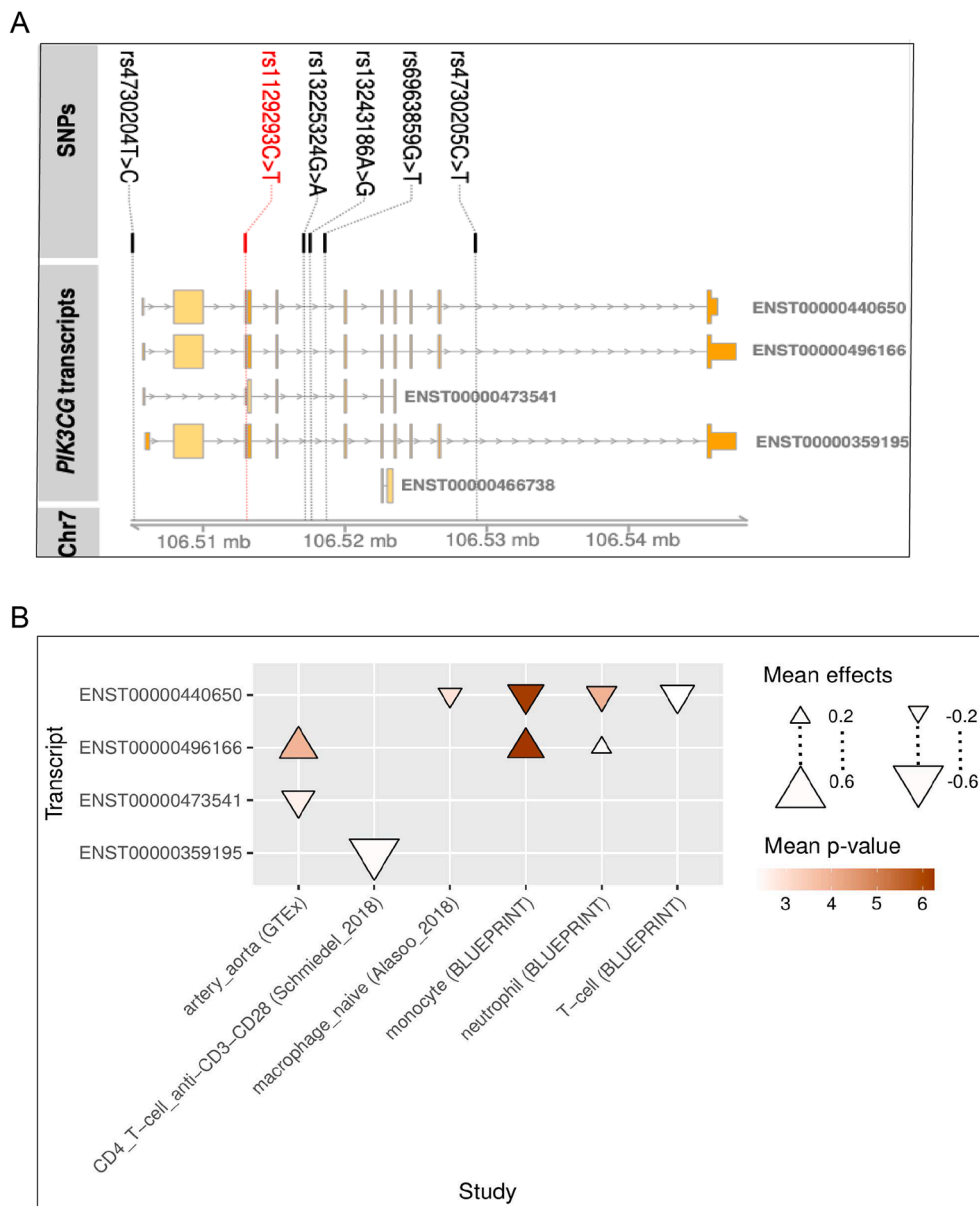 A
SNPs
rs4730204T>C
rs1129293C>T
rs13225324G>A
rs13243186A>G
rs6963859G>T
rs4730205C>T
PIK3CG transcripts
ENST00000440650
ENST00000496166
ENST00000473541
ENST00000359195
ENST00000466738
Chr7
106.51 mb
106.52 mb
106.53 mb
106.54 mb
B
Transcript
ENST00000440650
ENST00000496166
ENST00000473541
ENST00000359195
artery_aorta (GTEx)
CD4_T-cell_anti-CD3-CD28 (Schmiedel_2018)
macrophage_naive (Alasoo_2018)
monocyte (BLUEPRINT)
neutrophil (BLUEPRINT)
T-cell (BLUEPRINT)
Study
Mean effects
0.2 -0.2
0.6 -0.6
Mean p-value
3 4 5 6